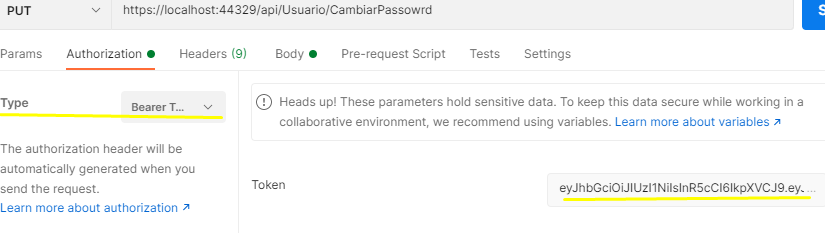 PUT https://localhost:44329/api/Usuario/CambiarPassowrd S
Params Authorization Headers (9) Body Pre-request Script Tests Settings
Type Bearer T...
Heads up! These parameters hold sensitive data. To keep this data secure while working in a
collaborative environment, we recommend using variables. Learn more about variables ↗
The authorization header will be
automatically generated when you
send the request.
Learn more about authorization ↗
Token eyJhbGciOiJIUzI1NiIsInR5cCI6IkpXVCJ9.ey. ...